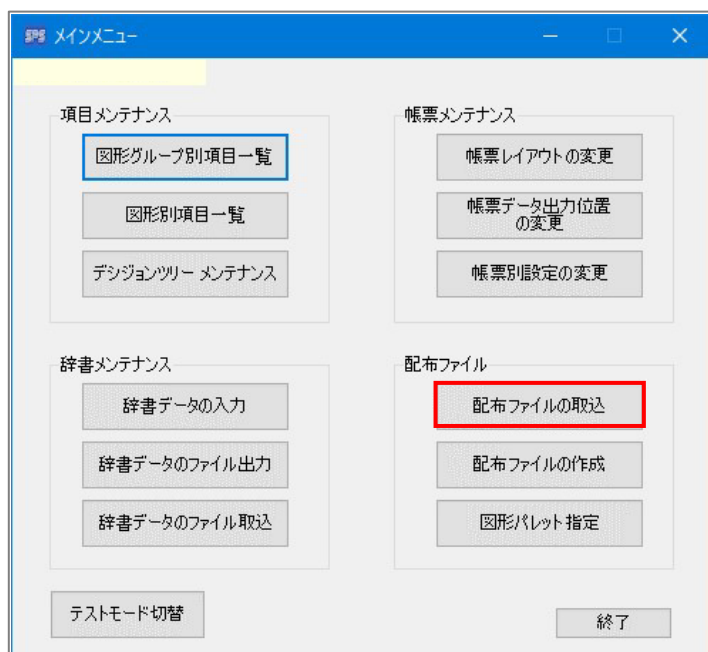 SPS メインメニュー
項目メンテナンス
図形グループ別項目一覧
図形別項目一覧
デシジョンツリー メンテナンス
帳票メンテナンス
帳票レイアウトの変更
帳票データ出力位置
の変更
帳票別設定の変更
辞書メンテナンス
辞書データの入力
辞書データのファイル出力
辞書データのファイル取込
配布ファイル
配布ファイルの取込
配布ファイルの作成
図形パレット指定
テストモード切替
終了